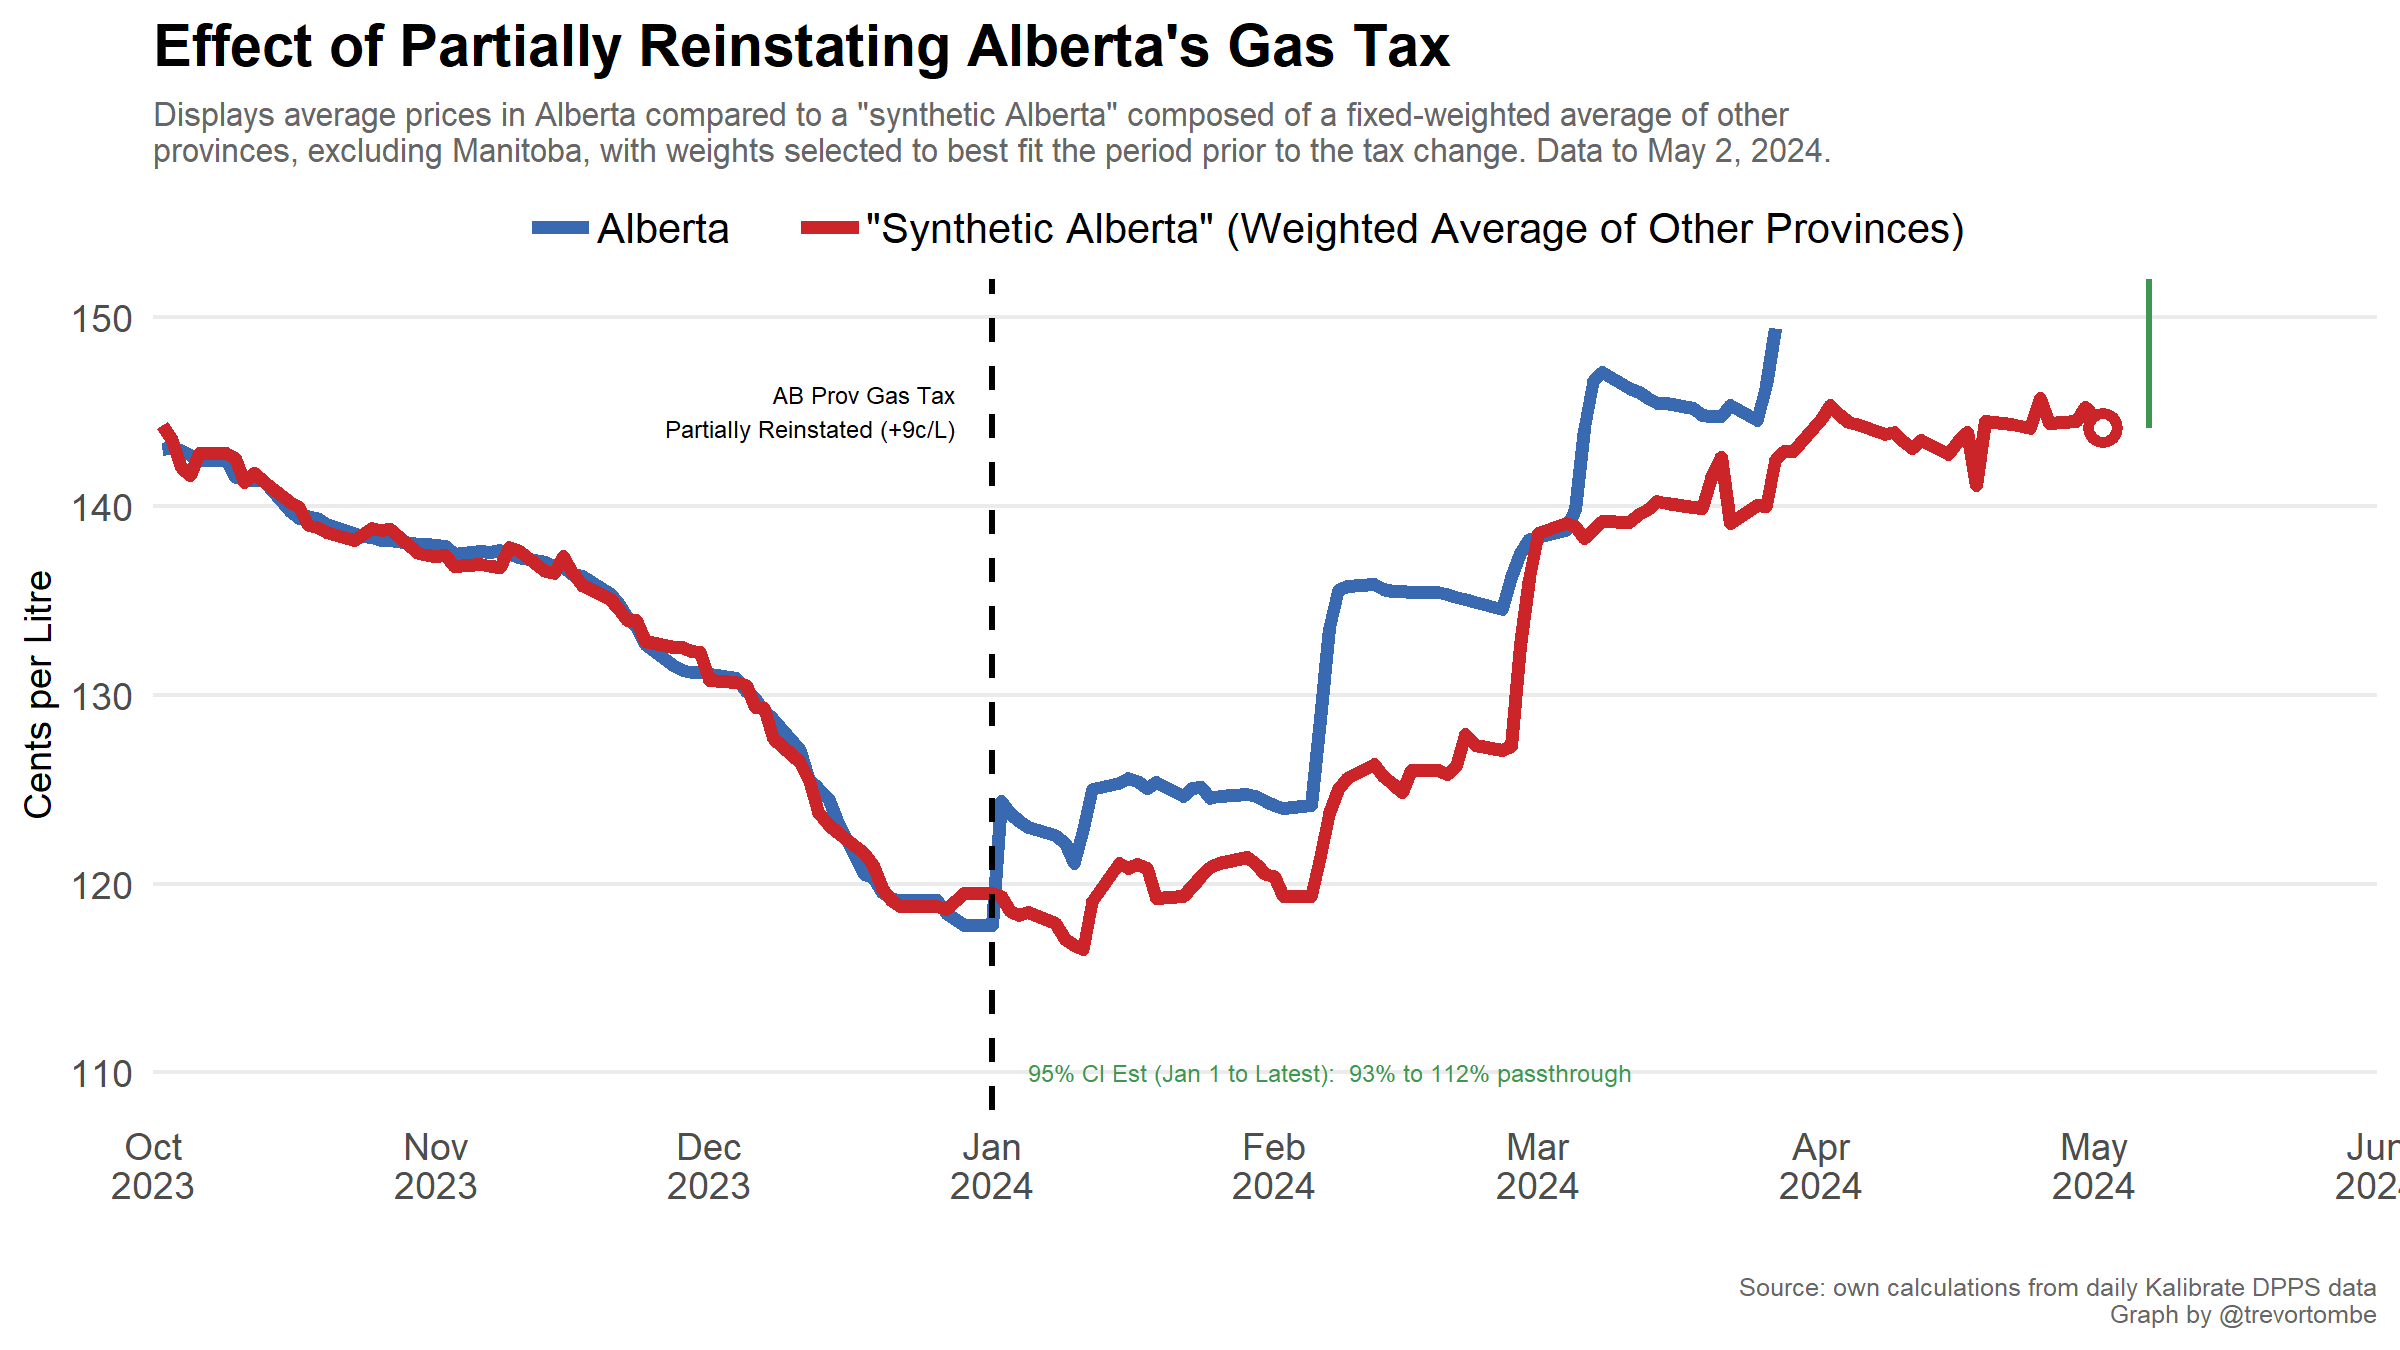 Effect of Partially Reinstating Alberta's Gas Tax
Displays average prices in Alberta compared to a "synthetic Alberta" composed of a fixed-weighted average of other
provinces, excluding Manitoba, with weights selected to best fit the period prior to the tax change. Data to May 2, 2024.
Alberta
"Synthetic Alberta" (Weighted Average of Other Provinces)
Cents per Litre
150
140
130
120
110
AB Prov Gas Tax
Partially Reinstated (+9c/L)
95% CI Est (Jan 1 to Latest):  93% to 112% passthrough
Oct
2023
Nov
2023
Dec
2023
Jan
2024
Feb
2024
Mar
2024
Apr
2024
May
2024
Jun
2024
Source: own calculations from daily Kalibrate DPPS data
Graph by @trevortombe